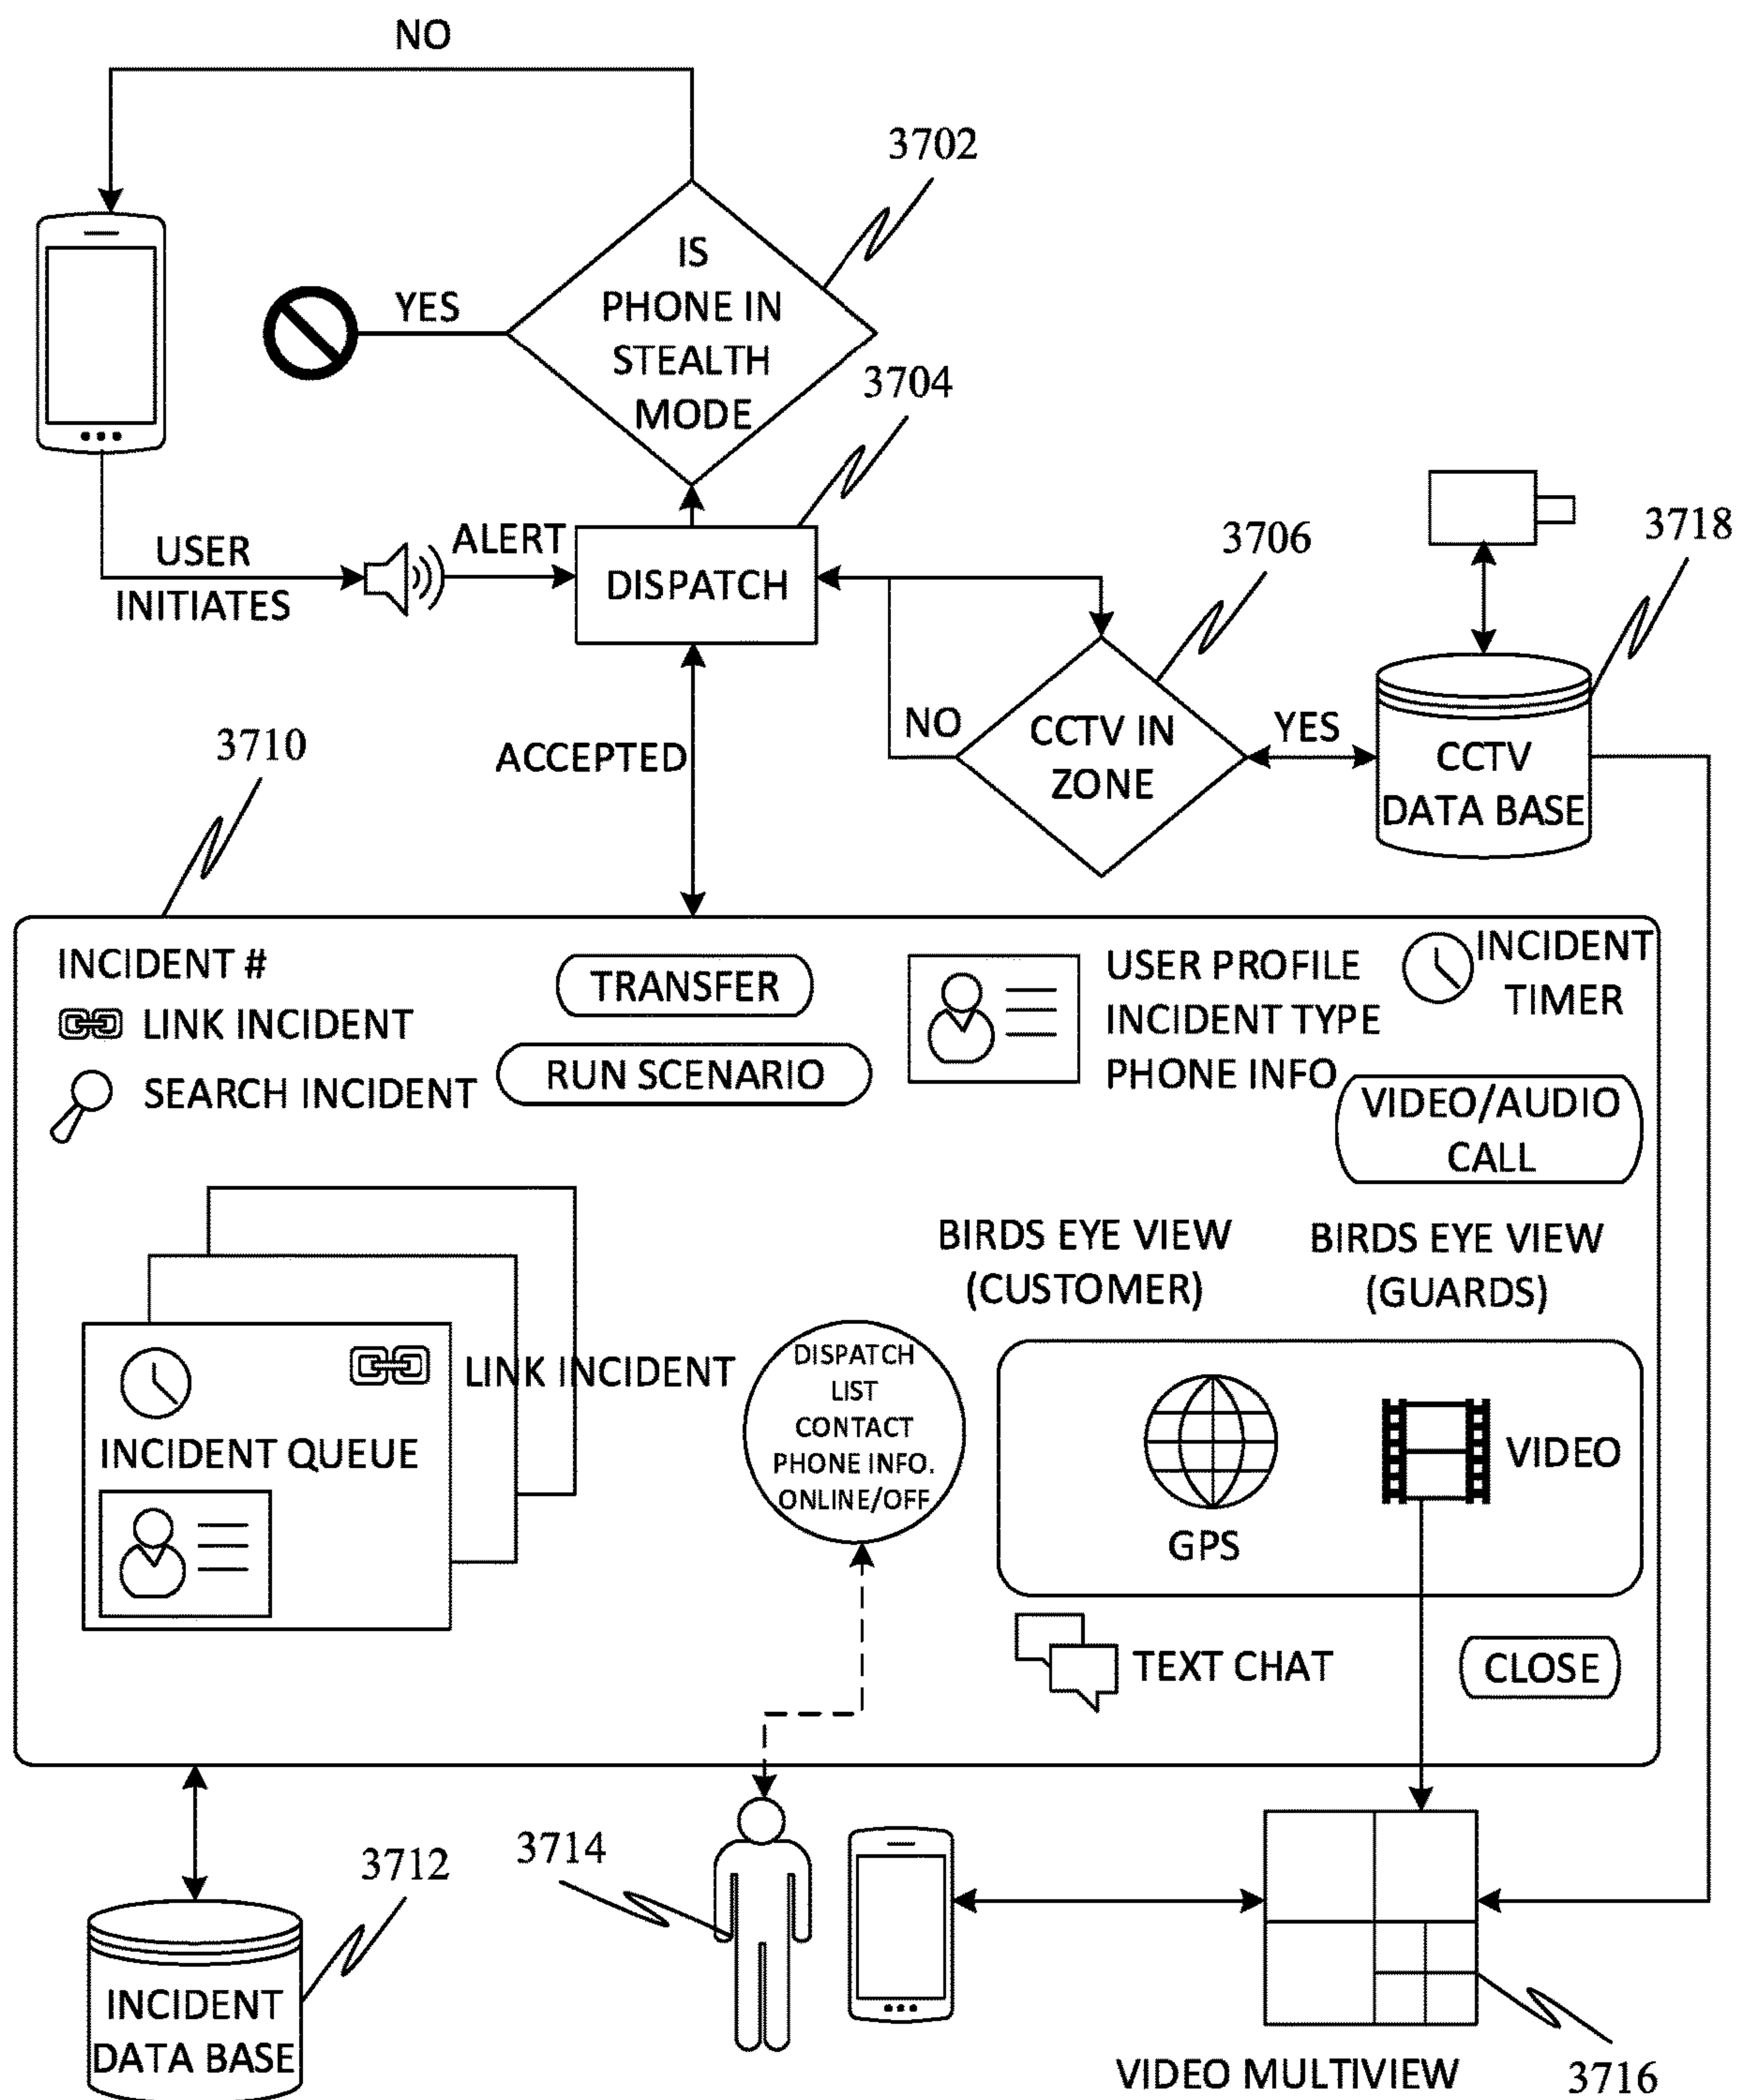 NO
3702
IS
PHONE IN
STEALTH
MODE
YES
3704
USER
INITIATES
ALERT
DISPATCH
3706
3718
NO
CCTV IN
ZONE
YES
CCTV
DATA BASE
ACCEPTED
3710
INCIDENT #
LINK INCIDENT
SEARCH INCIDENT
TRANSFER
RUN SCENARIO
USER PROFILE
INCIDENT TYPE
PHONE INFO
INCIDENT
TIMER
VIDEO/AUDIO
CALL
BIRDS EYE VIEW
(CUSTOMER)
BIRDS EYE VIEW
(GUARDS)
LINK INCIDENT
INCIDENT QUEUE
DISPATCH
LIST
CONTACT
PHONE INFO.
ONLINE/OFF
GPS
VIDEO
TEXT CHAT
CLOSE
3712
INCIDENT
DATA BASE
3714
VIDEO MULTIVIEW
3716